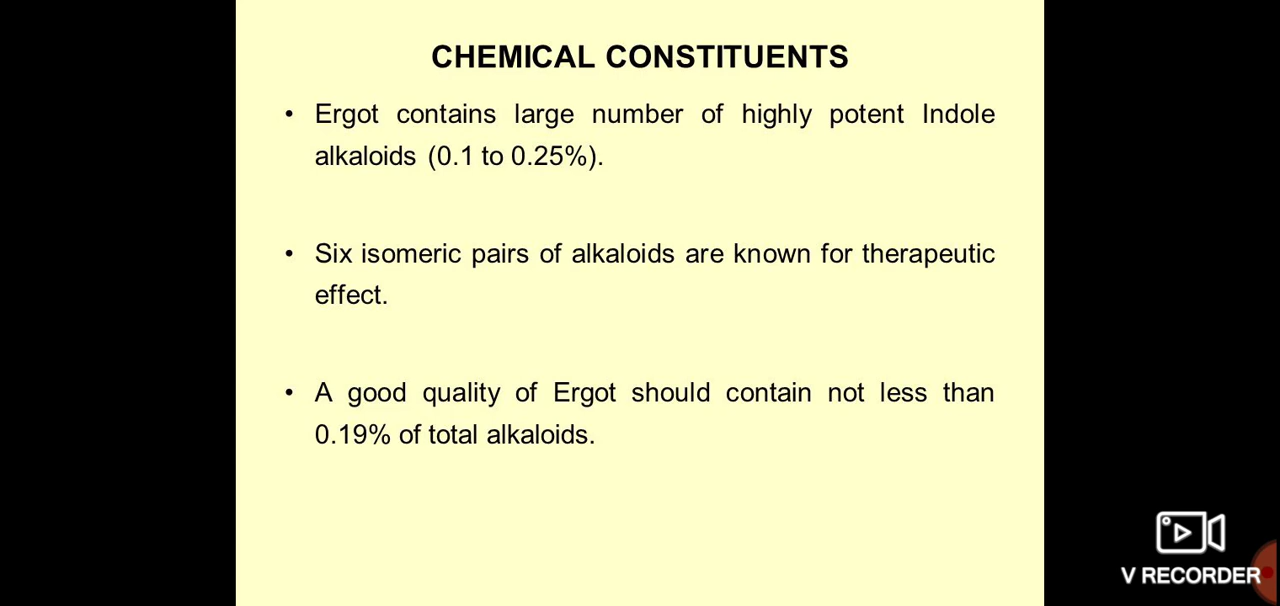 CHEMICAL CONSTITUENTS
• Ergot contains large number of highly potent Indole
alkaloids (0.1 to 0.25%).
• Six isomeric pairs of alkaloids are known for therapeutic
effect.
• A good quality of Ergot should contain not less than
0.19% of total alkaloids.
V RECORDER